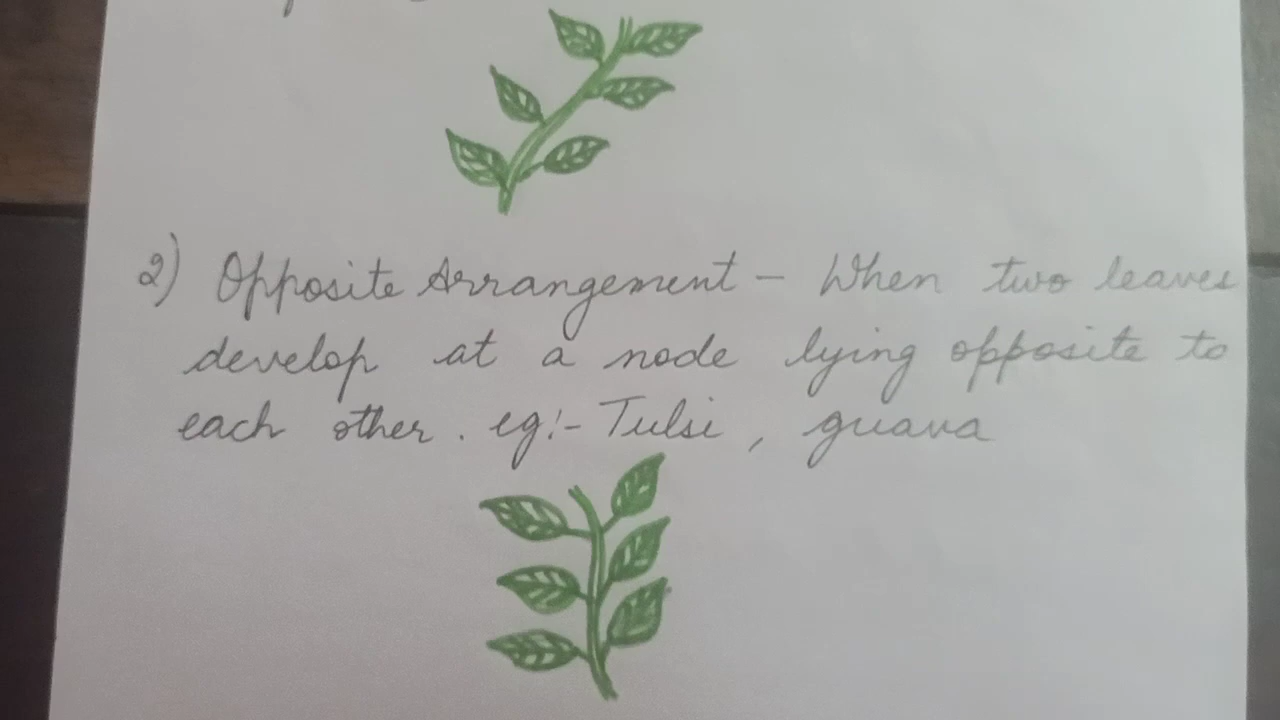 2) Opposite Arrangement - When two leaves
develop at a node lying opposite to
each other. eg:- Tulsi, guava